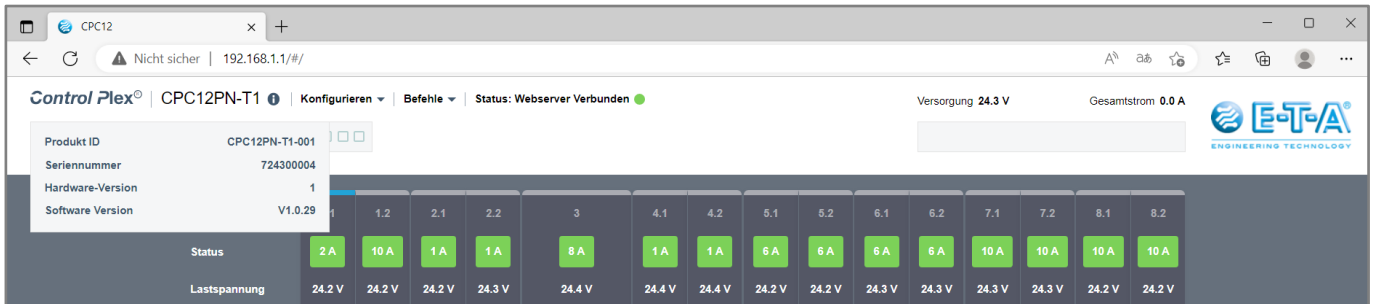 CPC12
Nicht sicher | 192.168.1.1/#/
Control Plex® | CPC12PN-T1 | Konfigurieren | Befehle | Status: Webserver Verbunden
Versorgung 24.3 V Gesamtstrom 0.0 A
E-T-A®
ENGINEERING TECHNOLOGY
Produkt ID CPC12PN-T1-001
Seriennummer 724300004
Hardware-Version 1
Software Version V1.0.29
1.2 2.1 2.2 3 4.1 4.2 5.1 5.2 6.1 6.2 7.1 7.2 8.1 8.2
Status 2 A 10 A 1 A 1 A 8 A 1 A 1 A 6 A 6 A 6 A 6 A 10 A 10 A 10 A 10 A
Lastspannung 24.2 V 24.2 V 24.2 V 24.3 V 24.4 V 24.4 V 24.4 V 24.2 V 24.2 V 24.3 V 24.3 V 24.3 V 24.3 V 24.2 V 24.2 V